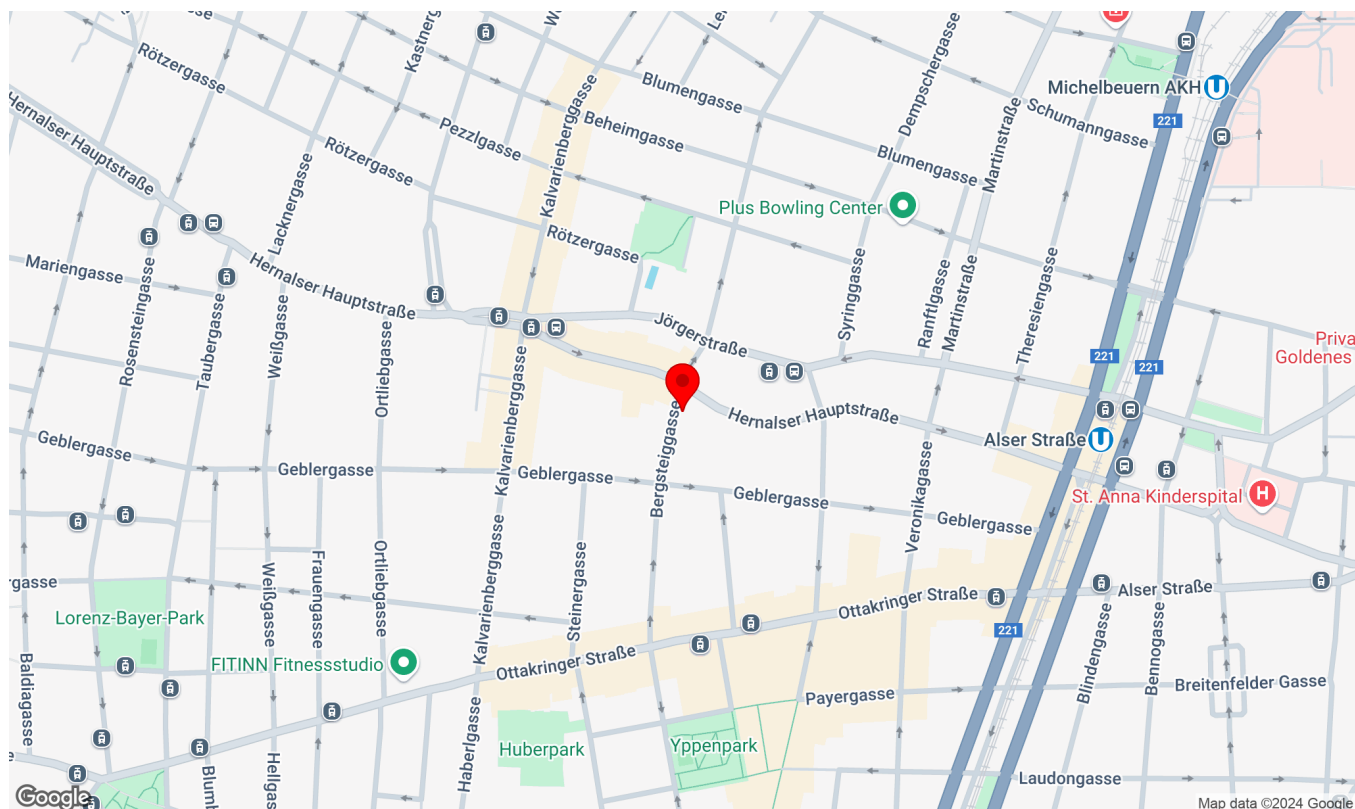 Rötzergasse
Kastnergasse
Blumengasse
Dempschergasse
Michelbeuern AKH
Hernalser Hauptstraße
Kalvarienberggasse
Pezzlgasse
Beheimgasse
Martinstraße
Schumanngasse
221
Rötzergasse
Lacknergasse
Blumengasse
Plus Bowling Center
Rötzergasse
Mariengasse
Hernalser Hauptstraße
Rosensteingasse
Taubergasse
Weißgasse
Ortliebgasse
Jörgerstraße
Syringgasse
Ranftlgasse
Martinstraße
Theresiengasse
Goldenes
221
221
Kalvarienberggasse
Bergsteiggasse
Hernalser Hauptstraße
Alser Straße
Geblergasse
Geblergasse
Geblergasse
Geblergasse
Geblergasse
Veronikagasse
St. Anna Kinderspital
H
Weißgasse
Frauengasse
Ortliebgasse
Kalvarienberggasse
Steinergasse
Ottakringer Straße
Alser Straße
Lorenz-Bayer-Park
221
FITINN Fitnessstudio
Ottakringer Straße
Baldiagasse
Blindengasse
Bennogasse
Breitenfelder Gasse
Payergasse
Haberlgasse
Huberpark
Yppenpark
Hellgasse
Laudongasse
Google
Map data ©2024 Google